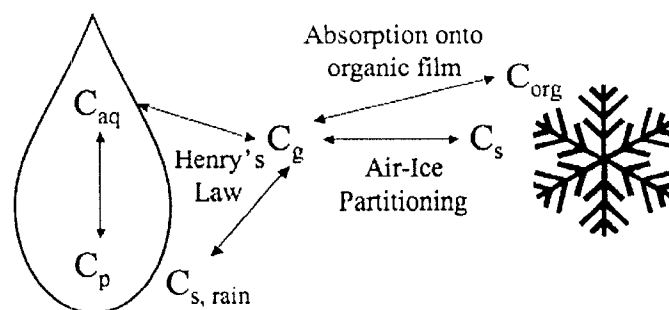 Absorption onto
organic film
C_org
C_aq
C_g
C_s
Henry's
Law
Air-Ice
Partitioning
C_p
C_s, rain